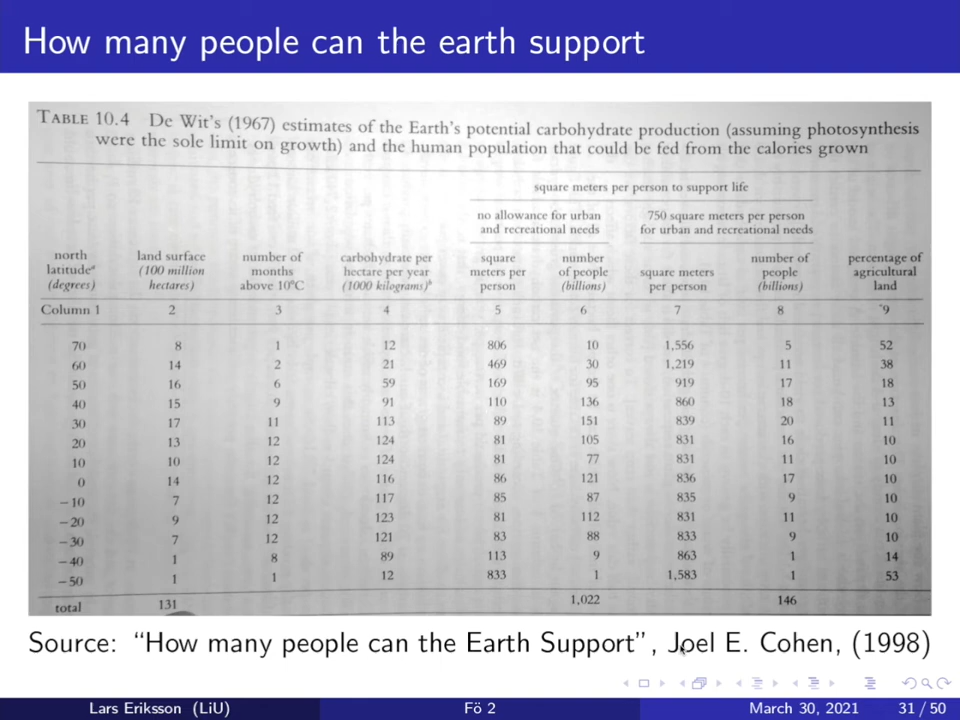 How many people can the earth support
TABLE 10.4 De Wit's (1967) estimates of the Earth's potential carbohydrate production (assuming photosynthesis
were the sole limit on growth) and the human population that could be fed from the calories grown
square meters per person to support life
no allowance for urban 750 square meters per person
and recreational needs for urban and recreational needs
north land surface number of carbohydrate per square number number of percentage of
latitudeᵃ (100 million months hectare per year meters per of people square meters people agricultural
(degrees) hectares) above 10°C (1000 kilograms)ᵇ person (billions) per person (billions) land
Column 1 2 3 4 5 6 7 8 9
70 8 1 12 806 10 1,556 5 52
60 14 2 21 469 30 1,219 11 38
50 16 6 59 169 95 919 17 18
40 15 9 91 110 136 860 18 13
30 17 11 113 89 151 839 20 11
20 13 12 124 81 105 831 16 10
10 10 12 124 81 77 831 11 10
0 14 12 116 86 121 836 17 10
−10 7 12 117 85 87 835 9 10
−20 9 12 123 81 112 831 11 10
−30 7 12 121 83 88 833 9 10
−40 1 8 89 113 9 863 1 14
−50 1 1 12 833 1 1,583 1 53
total 131 1,022 146
Source: "How many people can the Earth Support", Joel E. Cohen, (1998)
Lars Eriksson (LiU) Fö 2 March 30, 2021 31 / 50